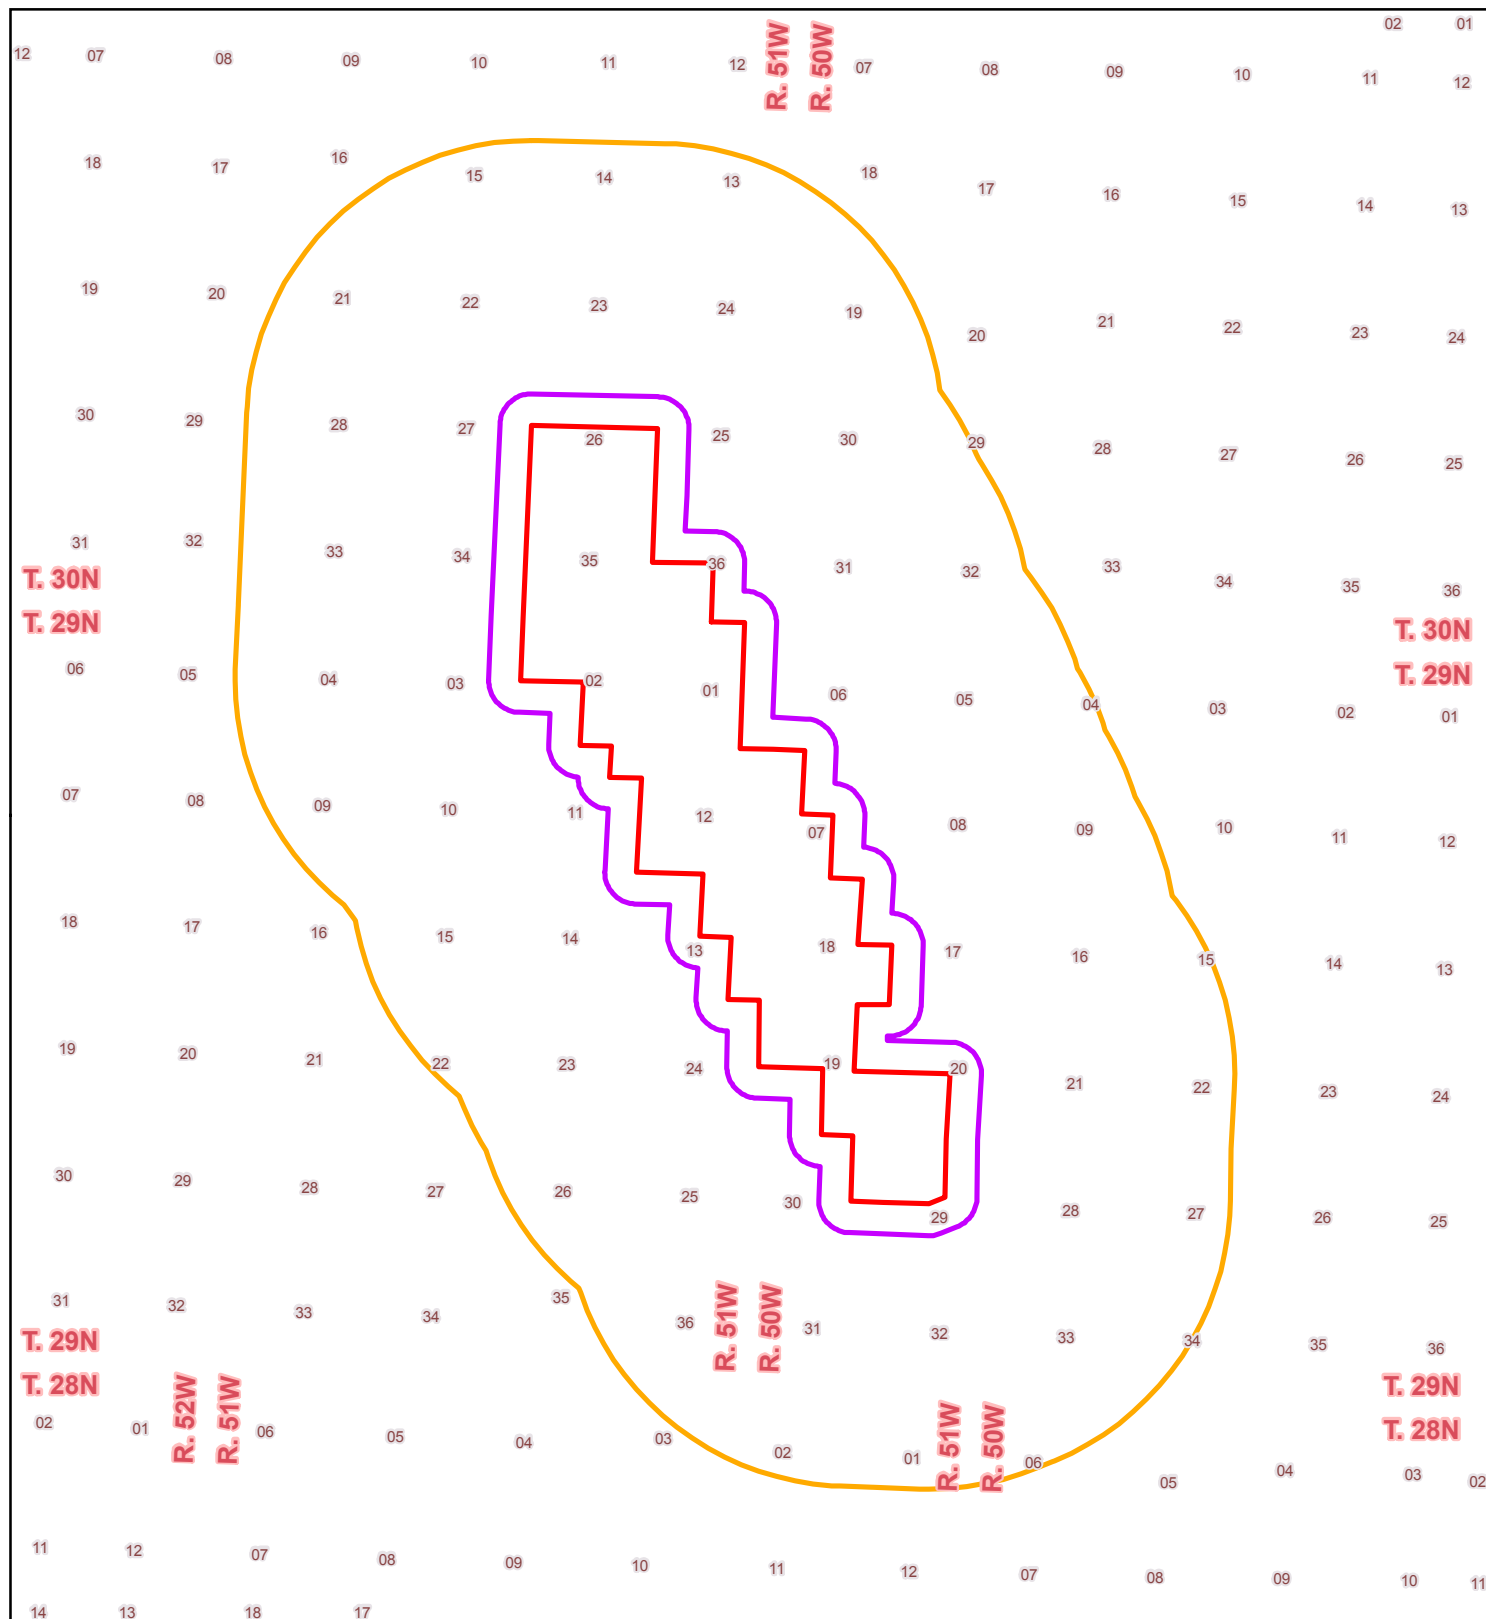 02 01
12 07 08 09 10 11 12 R. 51W R. 50W 07 08 09 10 11 12
18 17 16 15 14 13 18 17 16 15 14 13
19 20 21 22 23 24 19 20 21 22 23 24
30 29 28 27 26 25 30 29 28 27 26 25
31 32 33 34 35 36 31 32 33 34 35 36
T. 30N T. 30N
T. 29N T. 29N
06 05 04 03 02 01 06 05 04 03 02 01
07 08 09 10 11 12 07 08 09 10 11 12
18 17 16 15 14 13 18 17 16 15 14 13
19 20 21 22 23 24 19 20 21 22 23 24
30 29 28 27 26 25 30 29 28 27 26 25
31 32 33 34 35 36 R. 51W R. 50W 31 32 33 34 35 36
T. 29N T. 29N
T. 28N T. 28N
02 01 R. 52W R. 51W 06 05 04 03 02 01 R. 51W R. 50W 06 05 04 03 02
11 12 07 08 09 10 11 12 07 08 09 10 11
14 13 18 17